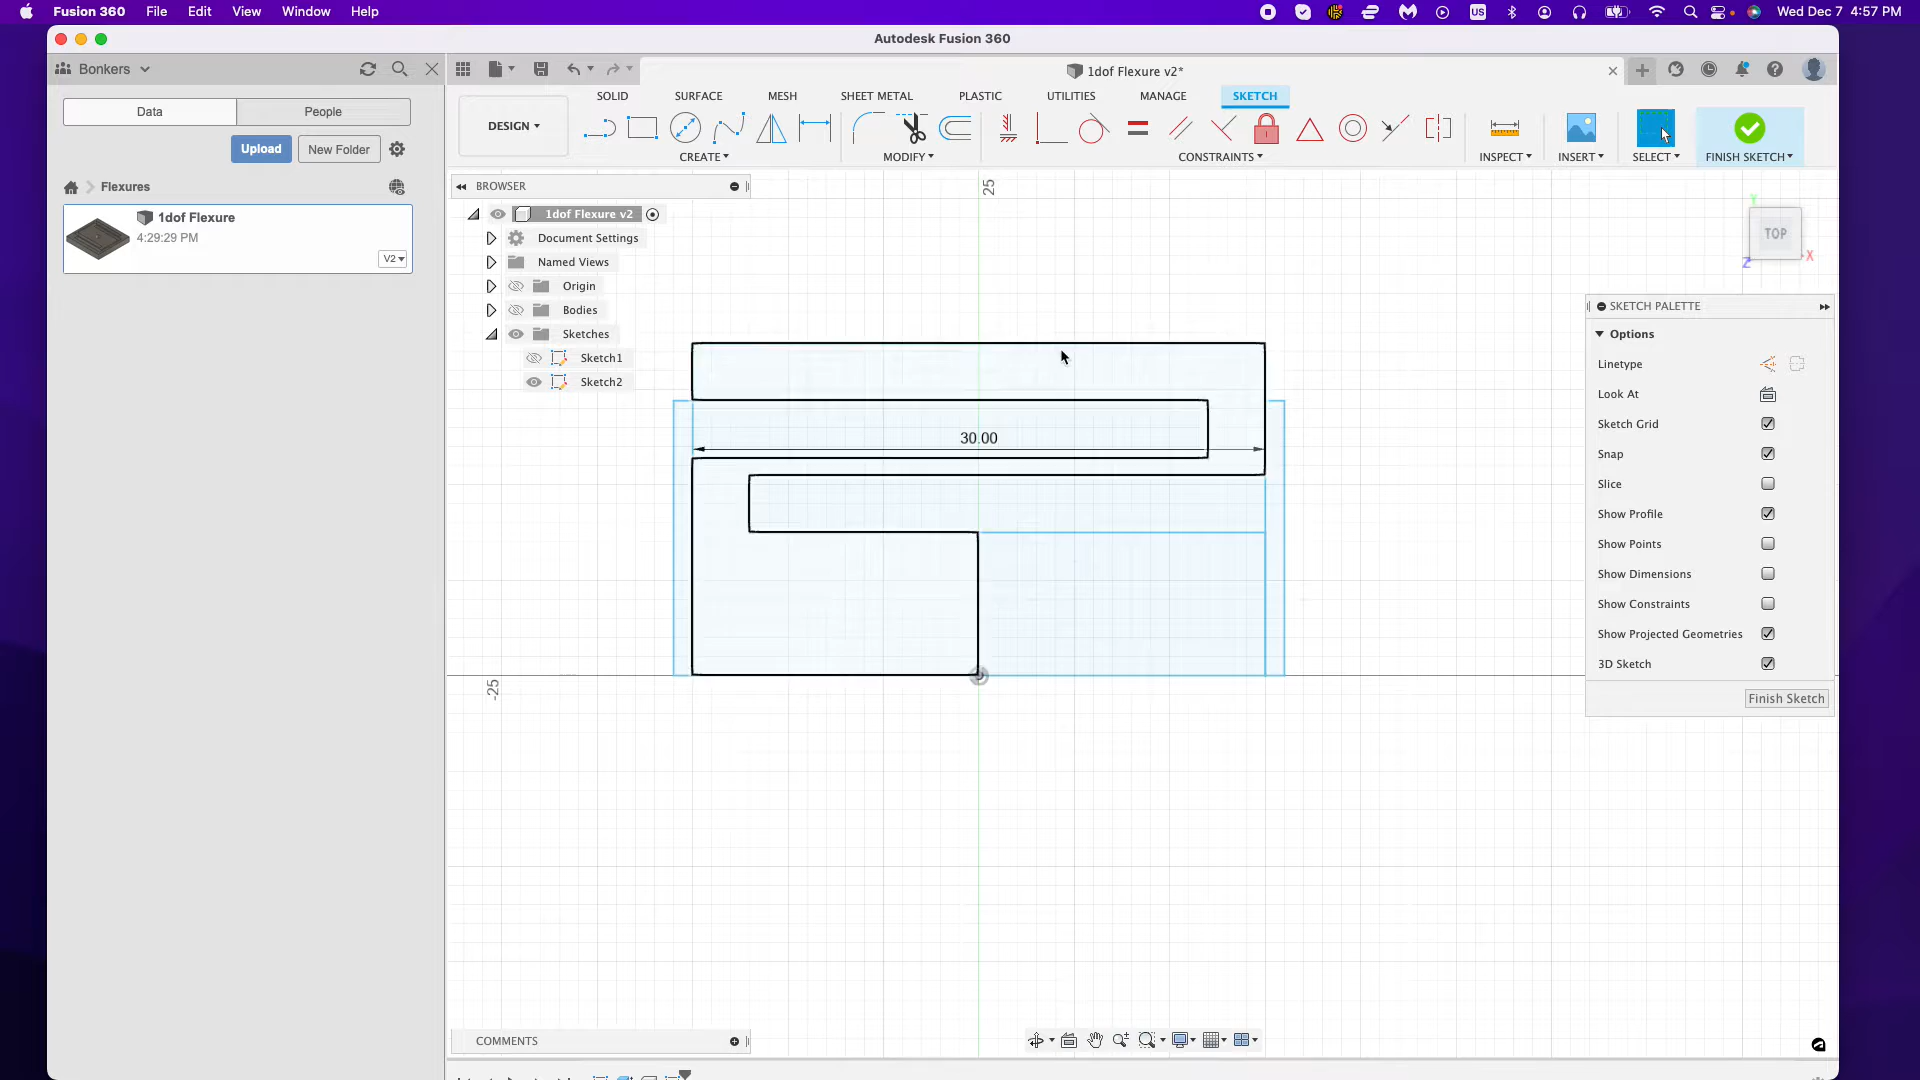 Fusion 360 File Edit View Window Help US Wed Dec 7 4:57 PM
Autodesk Fusion 360
Bonkers
1dof Flexure v2*
Data People
Upload New Folder
Flexures
1dof Flexure
4:29:29 PM
V2
DESIGN
SOLID SURFACE MESH SHEET METAL PLASTIC UTILITIES MANAGE SKETCH
CREATE MODIFY CONSTRAINTS INSPECT INSERT SELECT FINISH SKETCH
BROWSER
1dof Flexure v2
Document Settings
Named Views
Origin
Bodies
Sketches
Sketch1
Sketch2
25
30.00
-25
TOP
Y
X
Z
SKETCH PALETTE
Options
Linetype
Look At
Sketch Grid
Snap
Slice
Show Profile
Show Points
Show Dimensions
Show Constraints
Show Projected Geometries
3D Sketch
Finish Sketch
COMMENTS